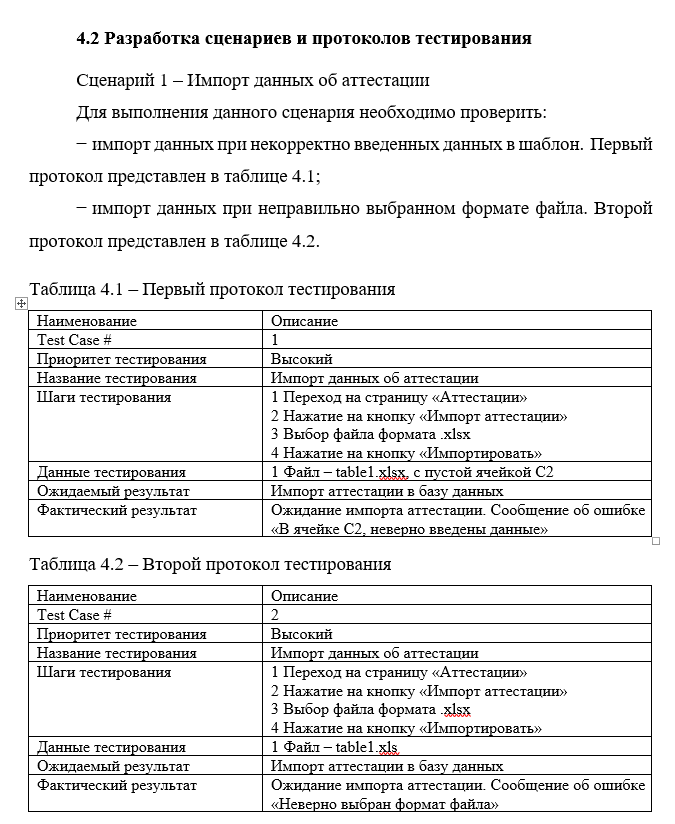 4.2 Разработка сценариев и протоколов тестирования
Сценарий 1 – Импорт данных об аттестации
Для выполнения данного сценария необходимо проверить:
− импорт данных при некорректно введенных данных в шаблон. Первый
протокол представлен в таблице 4.1;
− импорт данных при неправильно выбранном формате файла. Второй
протокол представлен в таблице 4.2.
Таблица 4.1 – Первый протокол тестирования
Наименование Описание
Test Case # 1
Приоритет тестирования Высокий
Название тестирования Импорт данных об аттестации
Шаги тестирования 1 Переход на страницу «Аттестации»
2 Нажатие на кнопку «Импорт аттестации»
3 Выбор файла формата .xlsx
4 Нажатие на кнопку «Импортировать»
Данные тестирования 1 Файл – table1.xlsx, с пустой ячейкой C2
Ожидаемый результат Импорт аттестации в базу данных
Фактический результат Ожидание импорта аттестации. Сообщение об ошибке
«В ячейке C2, неверно введены данные»
Таблица 4.2 – Второй протокол тестирования
Наименование Описание
Test Case # 2
Приоритет тестирования Высокий
Название тестирования Импорт данных об аттестации
Шаги тестирования 1 Переход на страницу «Аттестации»
2 Нажатие на кнопку «Импорт аттестации»
3 Выбор файла формата .xlsx
4 Нажатие на кнопку «Импортировать»
Данные тестирования 1 Файл – table1.xls
Ожидаемый результат Импорт аттестации в базу данных
Фактический результат Ожидание импорта аттестации. Сообщение об ошибке
«Неверно выбран формат файла»